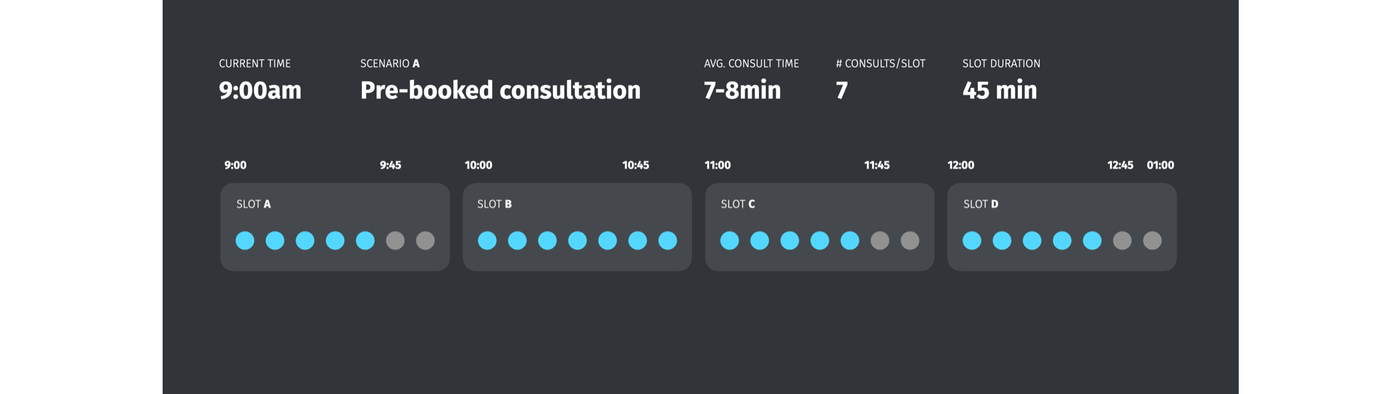 CURRENT TIME
9:00am
SCENARIO A
Pre-booked consultation
AVG. CONSULT TIME
7-8min
# CONSULTS/SLOT
7
SLOT DURATION
45 min
9:00 9:45 10:00 10:45 11:00 11:45 12:00 12:45 01:00
SLOT A
SLOT B
SLOT C
SLOT D